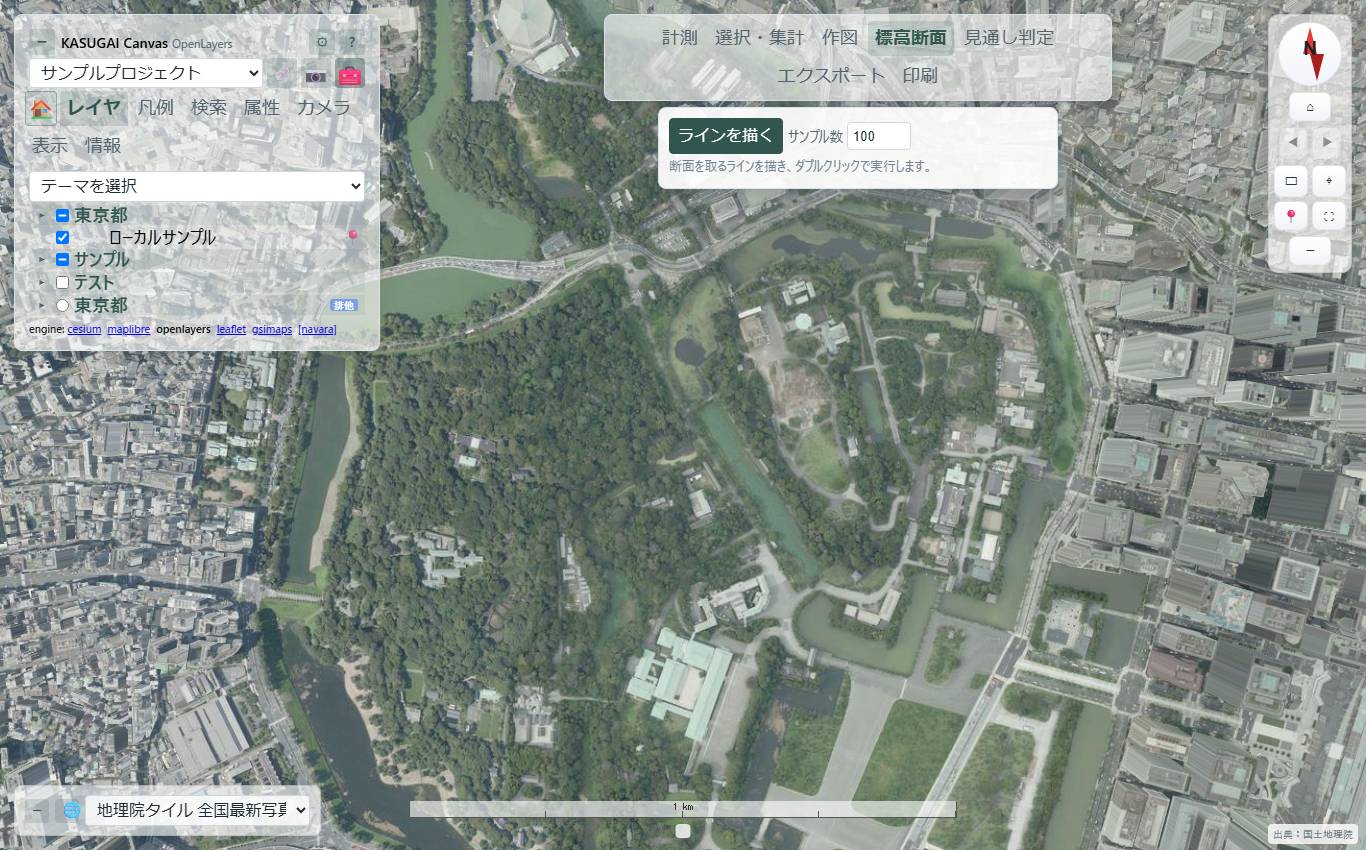 KASUGAI Canvas OpenLayers
?
サンプルプロジェクト
レイヤ 凡例 検索 属性 カメラ
表示 情報
テーマを選択
東京都
ローカルサンプル
サンプル
テスト
東京都 排他
engine: cesium maplibre openlayers leaflet gsimaps [navara]
計測 選択・集計 作図 標高断面 見通し判定
エクスポート 印刷
ラインを描く サンプル数 100
断面を取るラインを描き、ダブルクリックで実行します。
N
地理院タイル 全国最新写真
1 km
出典：国土地理院